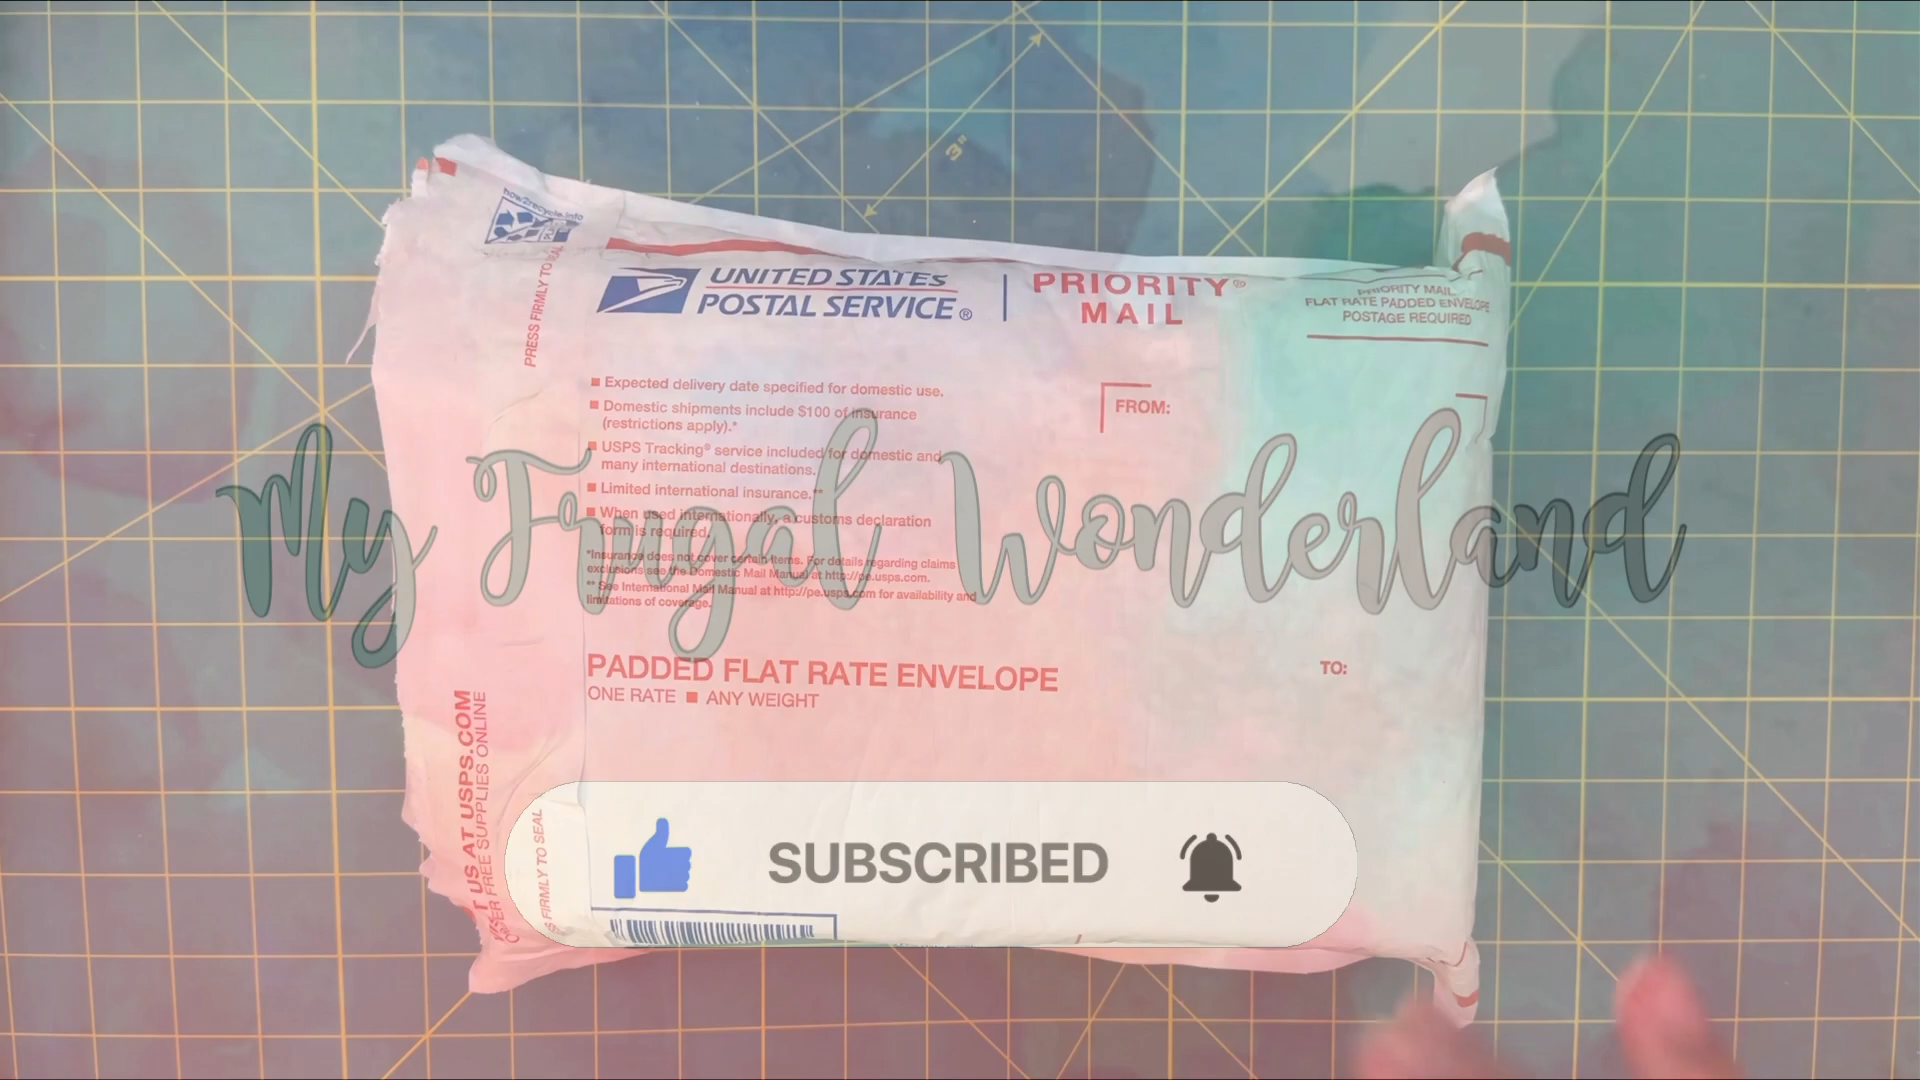 3"
how2recycle.info
PRESS FIRMLY TO SEAL
UNITED STATES
POSTAL SERVICE®
PRIORITY®
MAIL
PRIORITY MAIL
FLAT RATE PADDED ENVELOPE
POSTAGE REQUIRED
Expected delivery date specified for domestic use.
Domestic shipments include $100 of insurance
(restrictions apply).*
USPS Tracking® service included for domestic and
many international destinations.
Limited international insurance.**
When used internationally, a customs declaration
form is required.
*Insurance does not cover certain items. For details regarding claims
exclusions see the Domestic Mail Manual at http://pe.usps.com.
** See International Mail Manual at http://pe.usps.com for availability and
limitations of coverage.
FROM:
My Frugal Wonderland
TO:
PADDED FLAT RATE ENVELOPE
ONE RATE ■ ANY WEIGHT
T US AT USPS.COM
ER FREE SUPPLIES ONLINE
FIRMLY TO SEAL
SUBSCRIBED